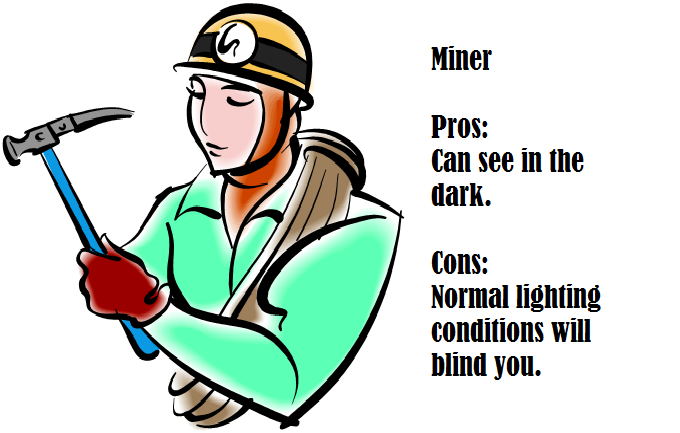 Miner
Pros:
Can see in the
dark.
Cons:
Normal lighting
conditions will
blind you.